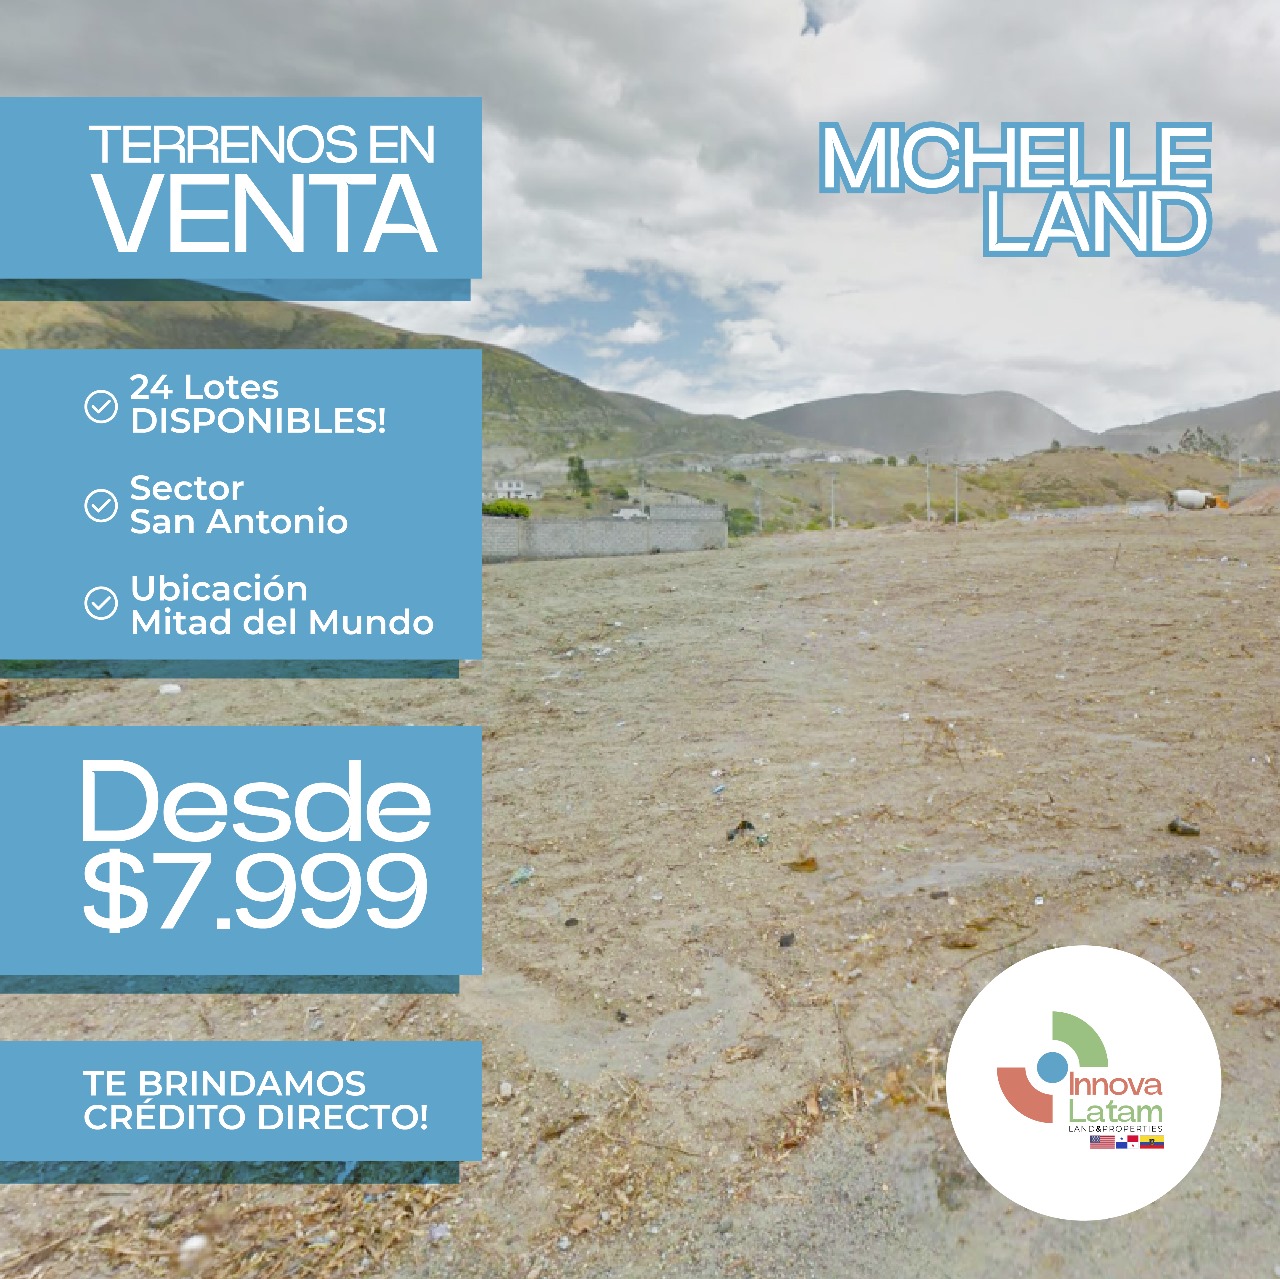 TERRENOS EN
VENTA
MICHELLE
LAND
24 Lotes
DISPONIBLES!
Sector
San Antonio
Ubicación
Mitad del Mundo
Desde
$7.999
TE BRINDAMOS
CRÉDITO DIRECTO!
Innova
Latam
LAND&PROPERTIES